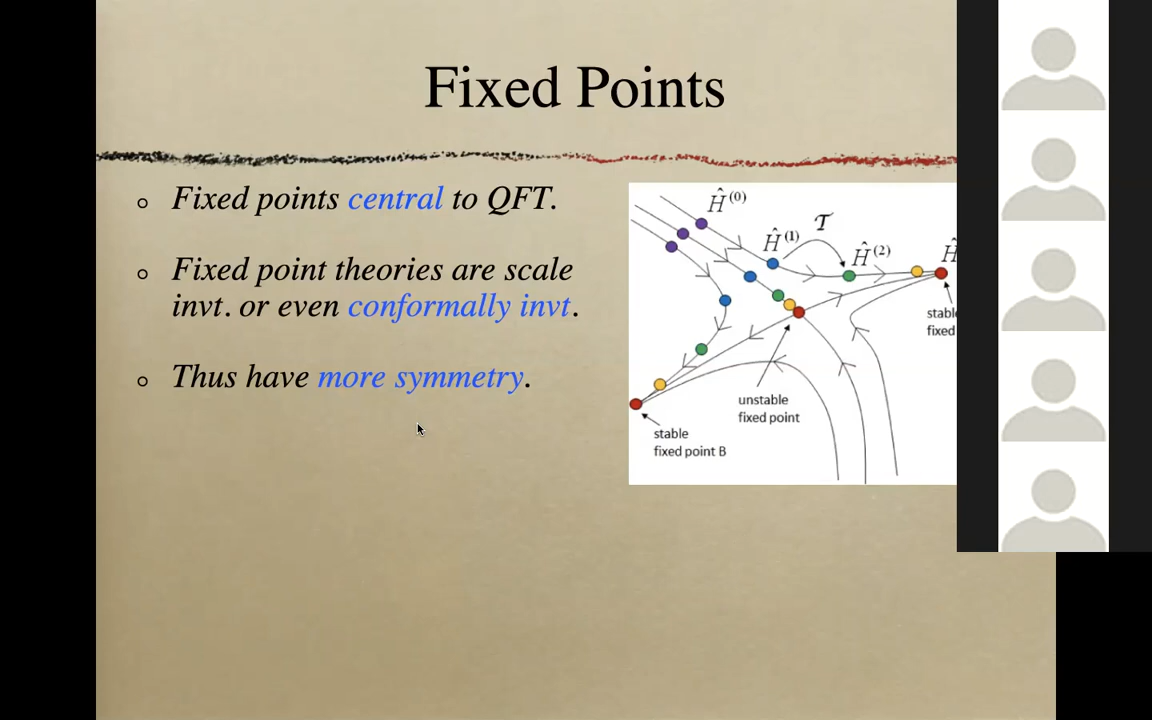 Fixed Points
Fixed points central to QFT.
Fixed point theories are scale
invt. or even conformally invt.
Thus have more symmetry.
Ĥ⁽⁰⁾
Ĥ⁽¹⁾
𝒯
Ĥ⁽²⁾
Ĥ
fixed
unstable
fixed point
stable
fixed point B